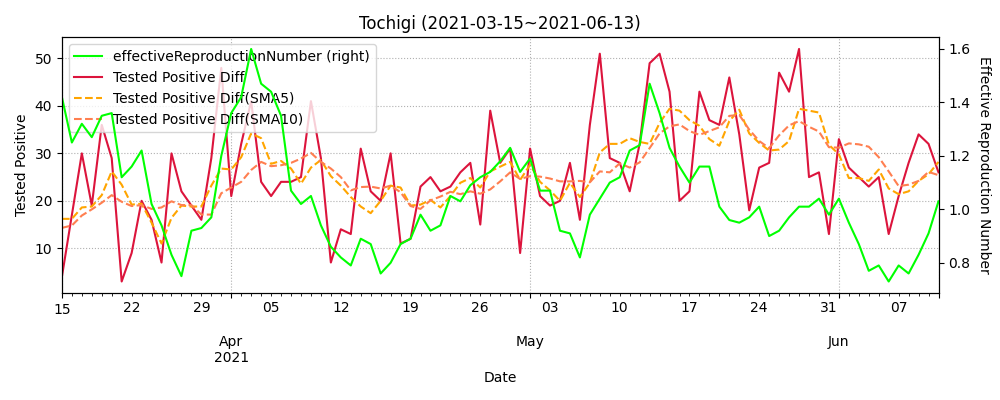 Tochigi (2021-03-15~2021-06-13)
effectiveReproductionNumber (right)
Tested Positive Diff
Tested Positive Diff(SMA5)
Tested Positive Diff(SMA10)
50
40
30
20
10
Tested Positive
1.6
1.4
1.2
1.0
0.8
Effective Reproduction Number
15 22 29 05 12 19 26 03 10 17 24 31 07
Apr May Jun
2021
Date